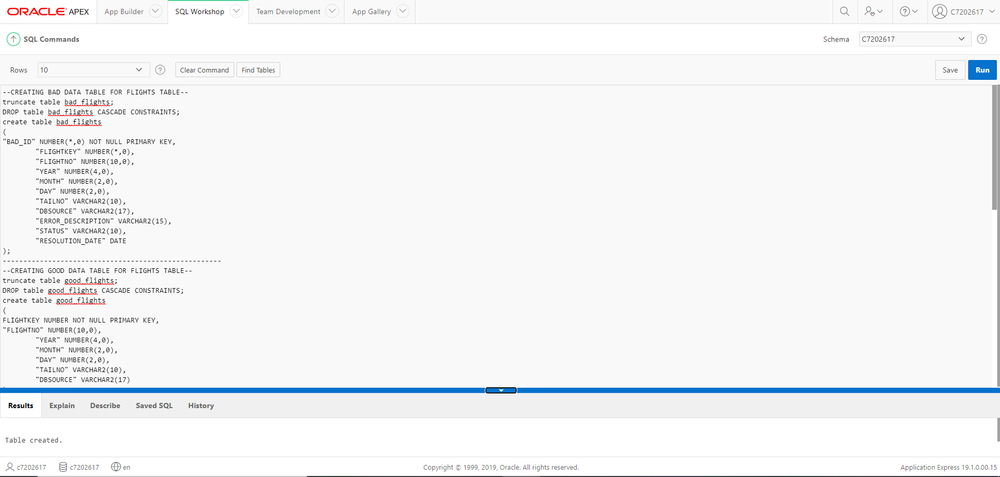 ORACLE® APEX App Builder SQL Workshop Team Development App Gallery C7202617
SQL Commands Schema C7202617
Rows 10 Clear Command Find Tables Save Run
--CREATING BAD DATA TABLE FOR FLIGHTS TABLE--
truncate table bad_flights;
DROP table bad_flights CASCADE CONSTRAINTS;
create table bad_flights
(
"BAD_ID" NUMBER(*,0) NOT NULL PRIMARY KEY,
"FLIGHTKEY" NUMBER(*,0),
"FLIGHTNO" NUMBER(10,0),
"YEAR" NUMBER(4,0),
"MONTH" NUMBER(2,0),
"DAY" NUMBER(2,0),
"TAILNO" VARCHAR2(10),
"DBSOURCE" VARCHAR2(17),
"ERROR_DESCRIPTION" VARCHAR2(15),
"STATUS" VARCHAR2(10),
"RESOLUTION_DATE" DATE
);
-----------------------------------------------------
--CREATING GOOD DATA TABLE FOR FLIGHTS TABLE--
truncate table good_flights;
DROP table good_flights CASCADE CONSTRAINTS;
create table good_flights
(
FLIGHTKEY NUMBER NOT NULL PRIMARY KEY,
"FLIGHTNO" NUMBER(10,0),
"YEAR" NUMBER(4,0),
"MONTH" NUMBER(2,0),
"DAY" NUMBER(2,0),
"TAILNO" VARCHAR2(10),
"DBSOURCE" VARCHAR2(17)
Results Explain Describe Saved SQL History
Table created.
c7202617 c7202617 en Copyright © 1999, 2019, Oracle. All rights reserved. Application Express 19.1.0.00.15